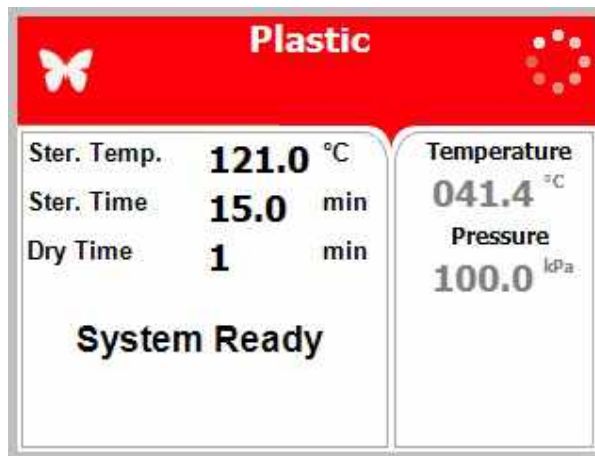 Plastic
Ster. Temp. 121.0 °C
Ster. Time 15.0 min
Dry Time 1 min
System Ready
Temperature
041.4 °C
Pressure
100.0 kPa